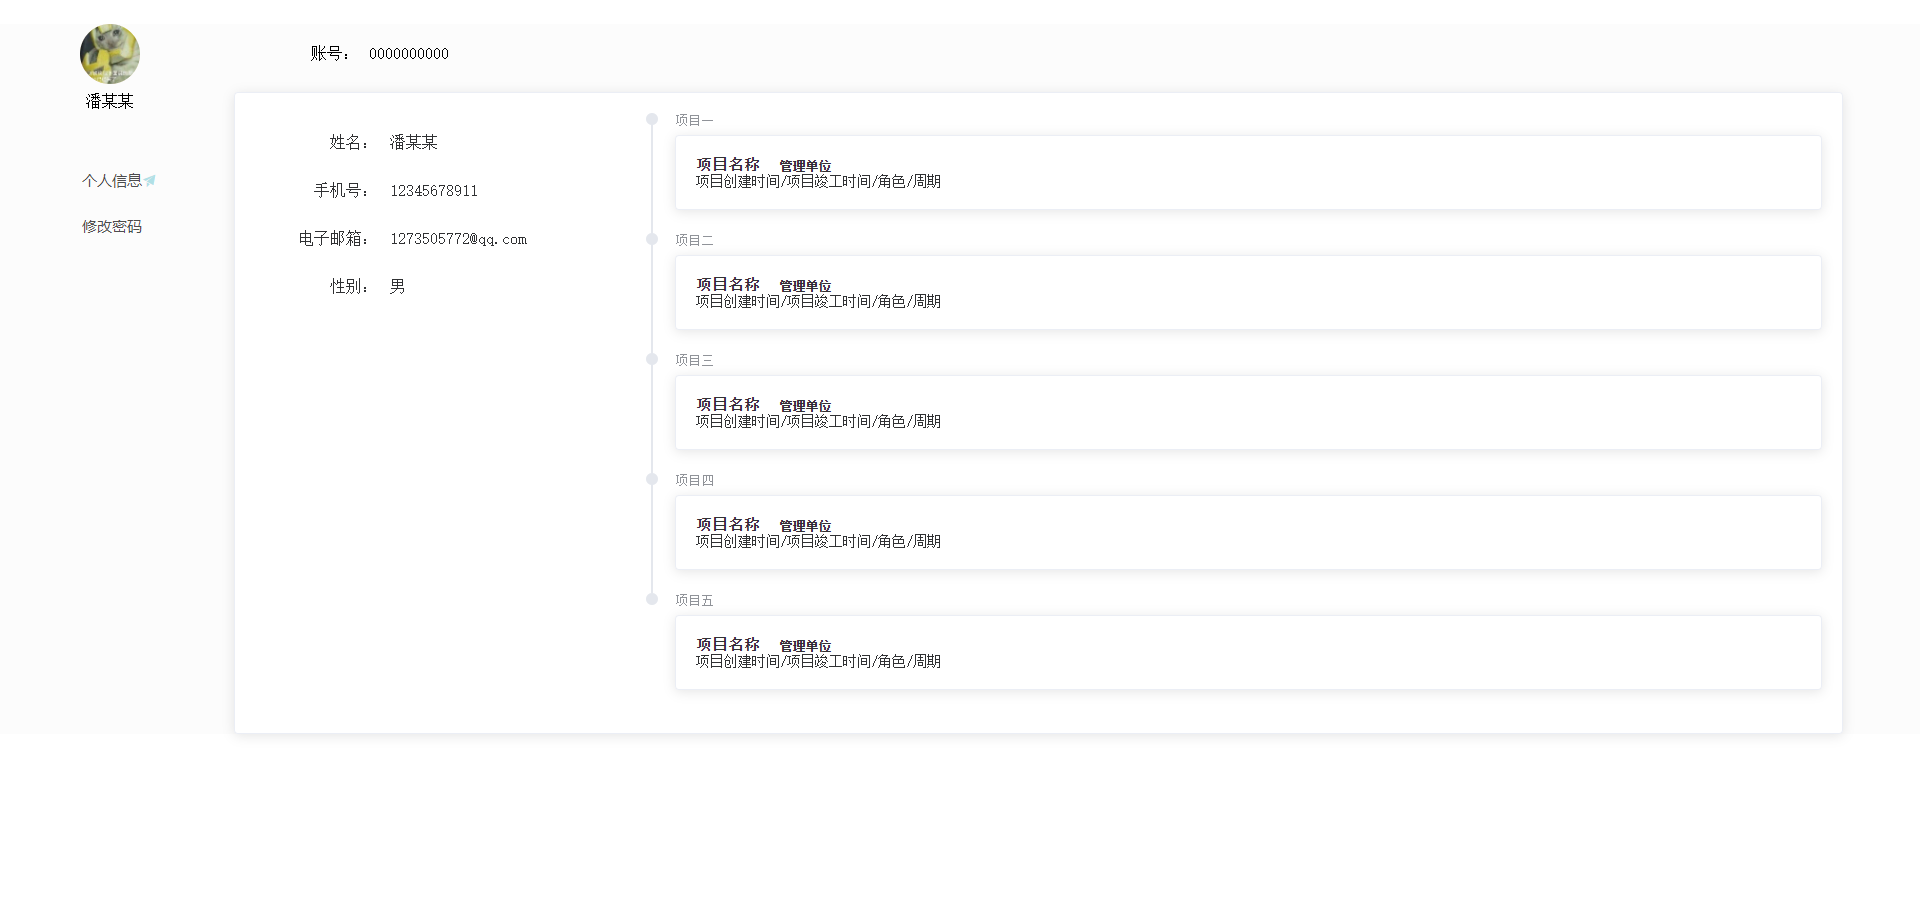 潘某某
个人信息
修改密码
账号： 0000000000
姓名： 潘某某
手机号： 12345678911
电子邮箱： 1273505772@qq.com
性别： 男
项目一
项目名称 管理单位
项目创建时间/项目竣工时间/角色/周期
项目二
项目名称 管理单位
项目创建时间/项目竣工时间/角色/周期
项目三
项目名称 管理单位
项目创建时间/项目竣工时间/角色/周期
项目四
项目名称 管理单位
项目创建时间/项目竣工时间/角色/周期
项目五
项目名称 管理单位
项目创建时间/项目竣工时间/角色/周期